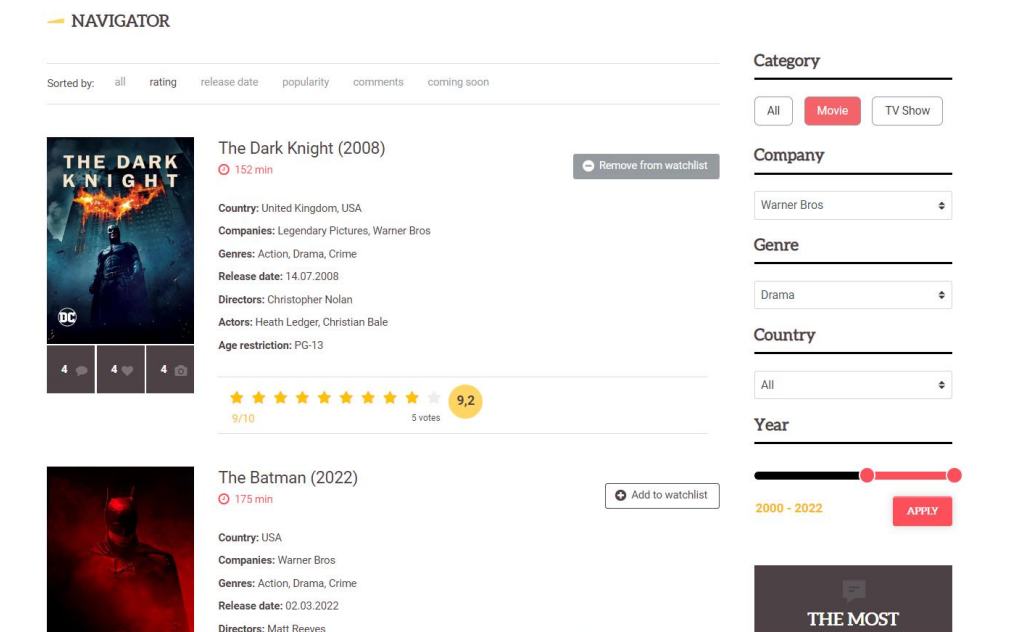 NAVIGATOR
Sorted by: all rating release date popularity comments coming soon
THE DARK
KNIGHT
DC
4 4 4
The Dark Knight (2008)
152 min
Remove from watchlist
Country: United Kingdom, USA
Companies: Legendary Pictures, Warner Bros
Genres: Action, Drama, Crime
Release date: 14.07.2008
Directors: Christopher Nolan
Actors: Heath Ledger, Christian Bale
Age restriction: PG-13
9,2
9/10 5 votes
The Batman (2022)
175 min
Add to watchlist
Country: USA
Companies: Warner Bros
Genres: Action, Drama, Crime
Release date: 02.03.2022
Directors: Matt Reeves
Category
All Movie TV Show
Company
Warner Bros
Genre
Drama
Country
All
Year
2000 - 2022 APPLY
THE MOST